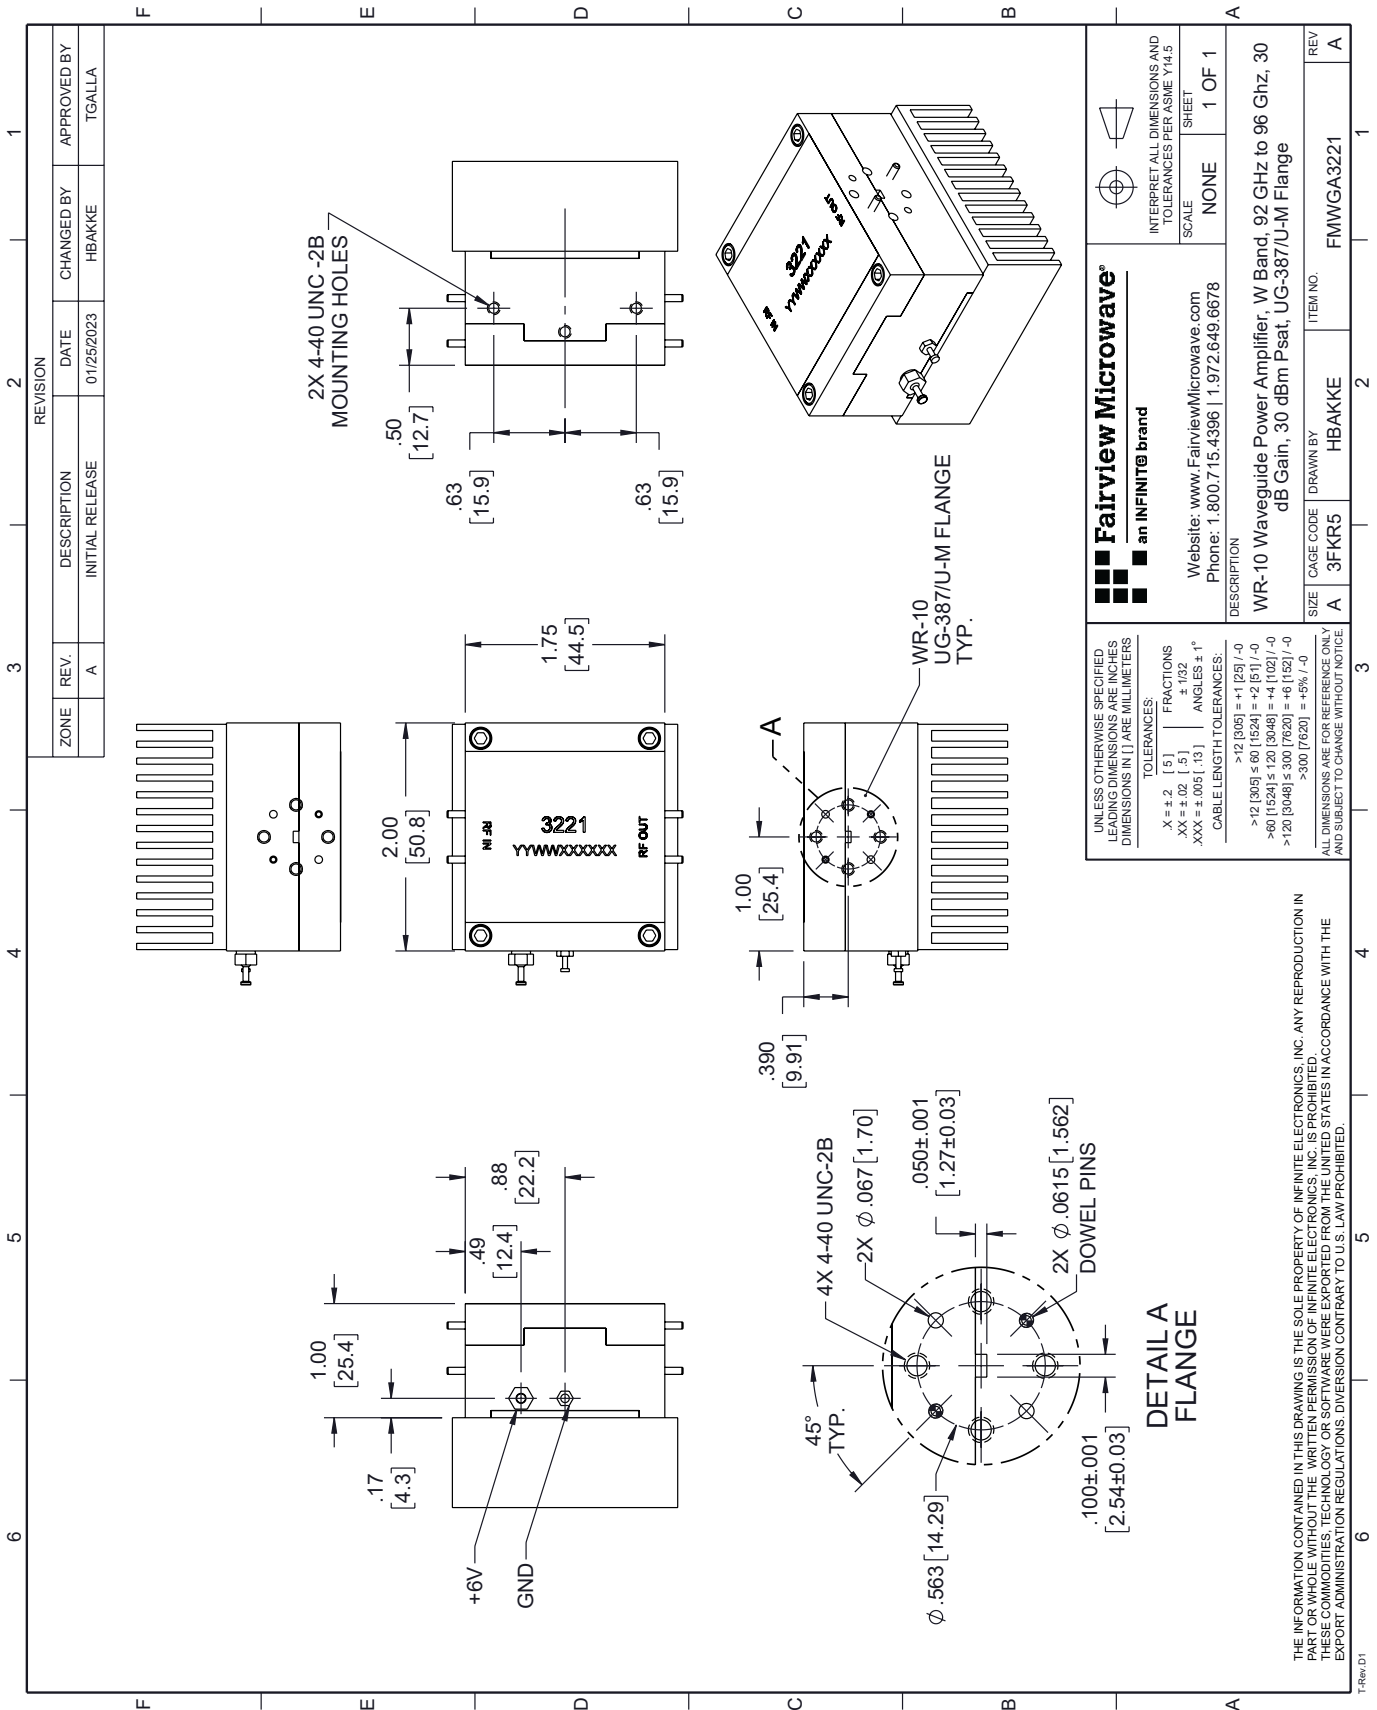 REVISION
ZONE REV. DESCRIPTION DATE CHANGED BY APPROVED BY
A INITIAL RELEASE 01/25/2023 HBAKKE TGALLA
6 5 4 3 2 1
F
E
D
C
B
A
+6V
GND
.17
[4.3]
1.00
[25.4]
.49
[12.4]
.88
[22.2]
2.00
[50.8]
1.75
[44.5]
RF IN
3221
YYWWXXXXXX
RF OUT
2X 4-40 UNC -2B
MOUNTING HOLES
.50
[12.7]
.63
[15.9]
.63
[15.9]
.390
[9.91]
1.00
[25.4]
A
WR-10
UG-387/U-M FLANGE
TYP.
RF IN
3221
YYWWXXXXXX
45°
TYP.
4X 4-40 UNC-2B
2X ∅ .067 [1.70]
.050±.001
[1.27±0.03]
2X ∅ .0615 [1.562]
DOWEL PINS
∅ .563 [14.29]
.100±.001
[2.54±0.03]
DETAIL A
FLANGE
UNLESS OTHERWISE SPECIFIED
LEADING DIMENSIONS ARE INCHES
DIMENSIONS IN [ ] ARE MILLIMETERS
TOLERANCES:
.X = ±.2 [ 5 ] FRACTIONS
.XX = ±.02 [ .5 ] ± 1/32
.XXX = ±.005 [ .13 ] ANGLES ± 1°
CABLE LENGTH TOLERANCES:
>12 [305] = +1 [25] / -0
>12 [305] ≤ 60 [1524] = +2 [51] / -0
>60 [1524] ≤ 120 [3048] = +4 [102] / -0
>120 [3048] ≤ 300 [7620] = +6 [152] / -0
>300 [7620] = +5% / -0
ALL DIMENSIONS ARE FOR REFERENCE ONLY
AND SUBJECT TO CHANGE WITHOUT NOTICE.
Fairview Microwave®
an INFINIT@ brand
Website: www.FairviewMicrowave.com
Phone: 1.800.715.4396 | 1.972.649.6678
INTERPRET ALL DIMENSIONS AND
TOLERANCES PER ASME Y14.5
SCALE SHEET
NONE 1 OF 1
DESCRIPTION
WR-10 Waveguide Power Amplifier, W Band, 92 GHz to 96 Ghz, 30
dB Gain, 30 dBm Psat, UG-387/U-M Flange
SIZE CAGE CODE DRAWN BY ITEM NO. REV
A 3FKR5 HBAKKE FMWGA3221 A
THE INFORMATION CONTAINED IN THIS DRAWING IS THE SOLE PROPERTY OF INFINITE ELECTRONICS, INC. ANY REPRODUCTION IN
PART OR WHOLE WITHOUT THE WRITTEN PERMISSION OF INFINITE ELECTRONICS, INC. IS PROHIBITED.
THESE COMMODITIES, TECHNOLOGY OR SOFTWARE WERE EXPORTED FROM THE UNITED STATES IN ACCORDANCE WITH THE
EXPORT ADMINISTRATION REGULATIONS. DIVERSION CONTRARY TO U.S. LAW PROHIBITED.
F
E
D
C
B
A
6 5 4 3 2 1
T-Rev.D1